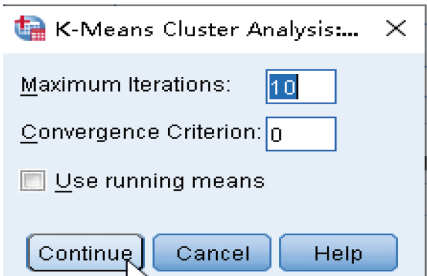 K-Means Cluster Analysis:...
Maximum Iterations: 10
Convergence Criterion: 0
Use running means
Continue Cancel Help